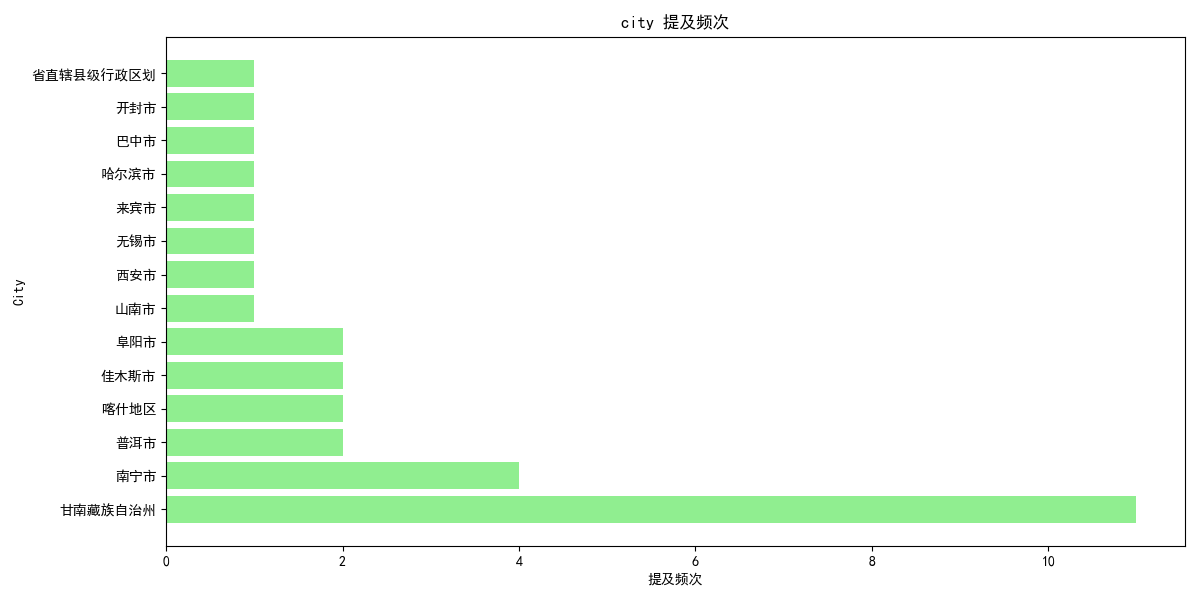 city 提及频次
省直辖县级行政区划
开封市
巴中市
哈尔滨市
来宾市
无锡市
西安市
山南市
阜阳市
佳木斯市
喀什地区
普洱市
南宁市
甘南藏族自治州
City
0 2 4 6 8 10
提及频次